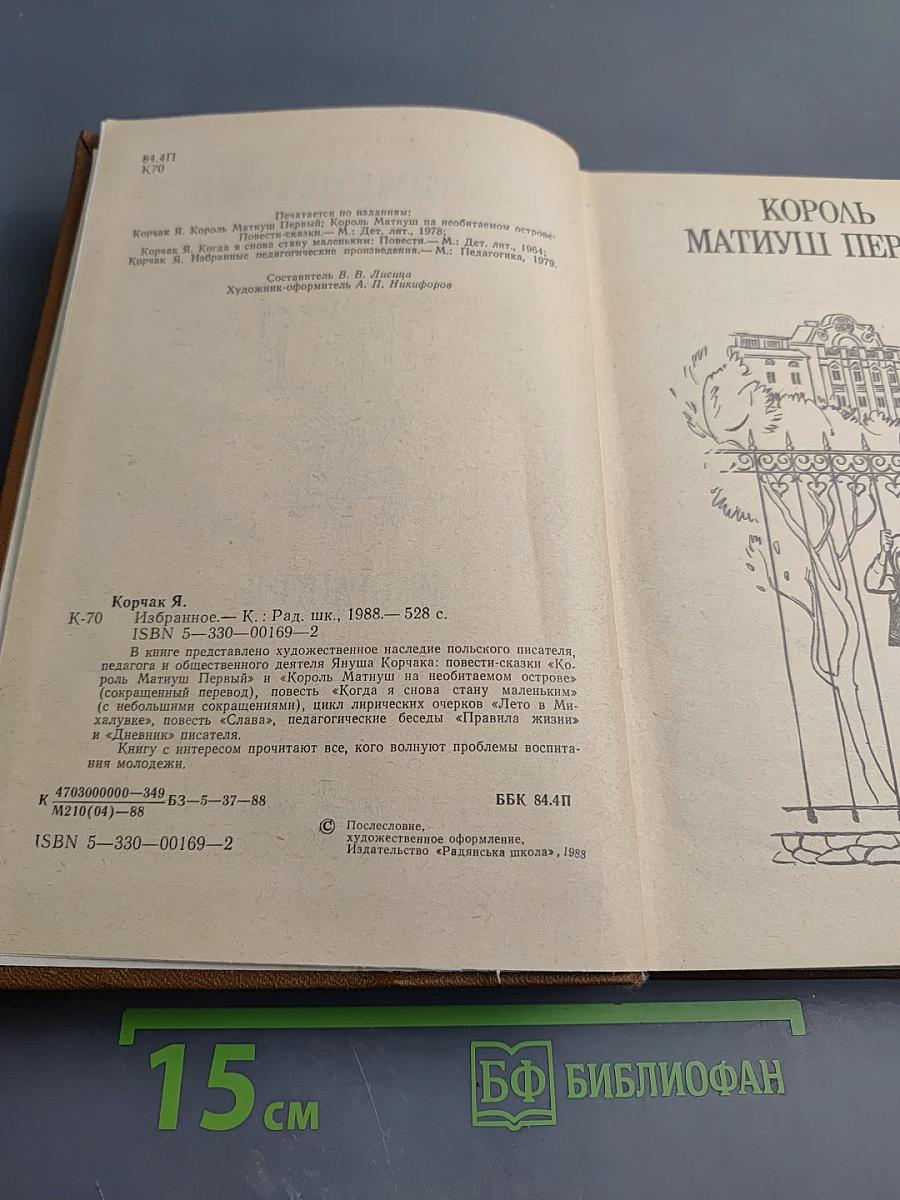 84.4П
К70
Печатается по изданиям:
Корчак Я. Король Матиуш Первый; Король Матиуш на необитаемом острове:
Повести-сказки.— М.: Дет. лит., 1978;
Корчак Я. Когда я снова стану маленьким: Повести.— М.: Дет. лит., 1964;
Корчак Я. Избранные педагогические произведения.— М.: Педагогика, 1979.
Составитель В. В. Лисица
Художник-оформитель А. П. Никифоров
Корчак Я.
К-70 Избранное.— К.: Рад. шк., 1988.— 528 с.
ISBN 5—330—00169—2
В книге представлено художественное наследие польского писателя,
педагога и общественного деятеля Януша Корчака: повести-сказки «Ко-
роль Матиуш Первый» и «Король Матиуш на необитаемом острове»
(сокращенный перевод), повесть «Когда я снова стану маленьким»
(с небольшими сокращениями), цикл лирических очерков «Лето в Ми-
халувке», повесть «Слава», педагогические беседы «Правила жизни»
и «Дневник» писателя.
Книгу с интересом прочитают все, кого волнуют проблемы воспита-
ния молодежи.
К 4703000000—349 БЗ—5—37—88
М210(04)—88
ББК 84.4П
ISBN 5—330—00169—2
© Послесловие,
художественное оформление,
Издательство «Радянська школа», 1988
КОРОЛЬ
МАТИУШ ПЕР
15 см
БФ БИБЛИОФАН